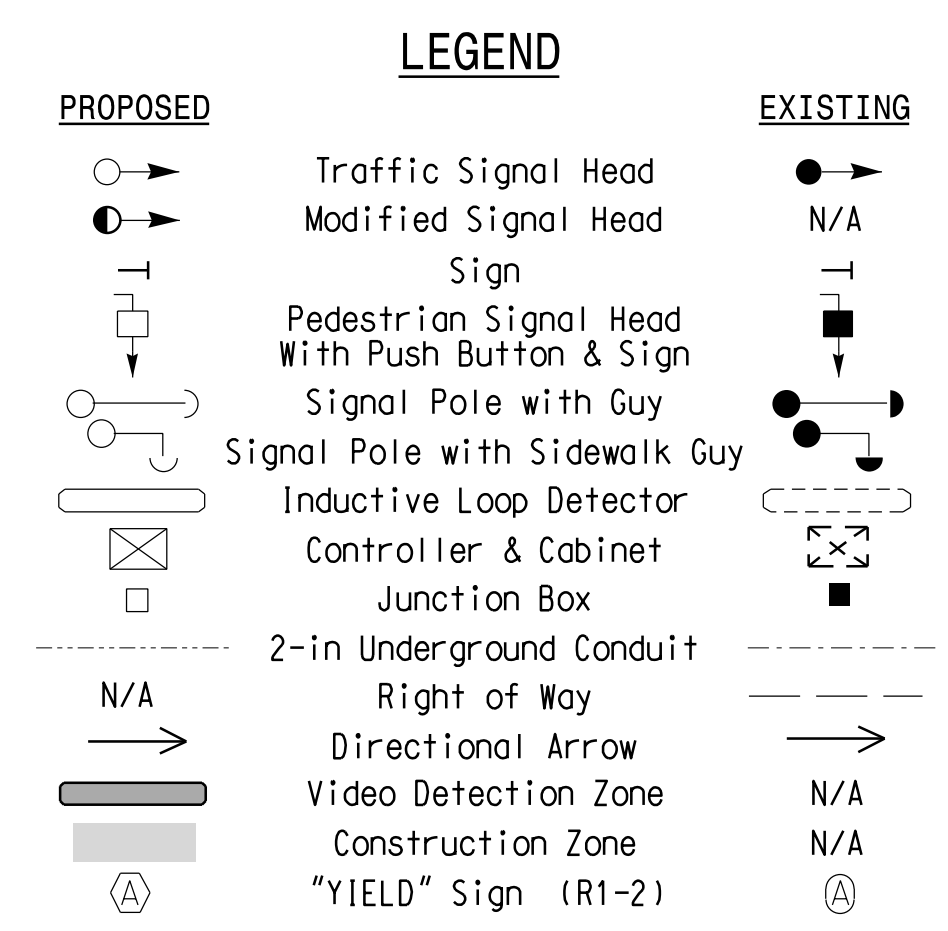 LEGEND
PROPOSED EXISTING
Traffic Signal Head
Modified Signal Head N/A
Sign
Pedestrian Signal Head
With Push Button & Sign
Signal Pole with Guy
Signal Pole with Sidewalk Guy
Inductive Loop Detector
Controller & Cabinet
Junction Box
2-in Underground Conduit
N/A Right of Way
Directional Arrow
Video Detection Zone N/A
Construction Zone N/A
A "YIELD" Sign (R1-2) A